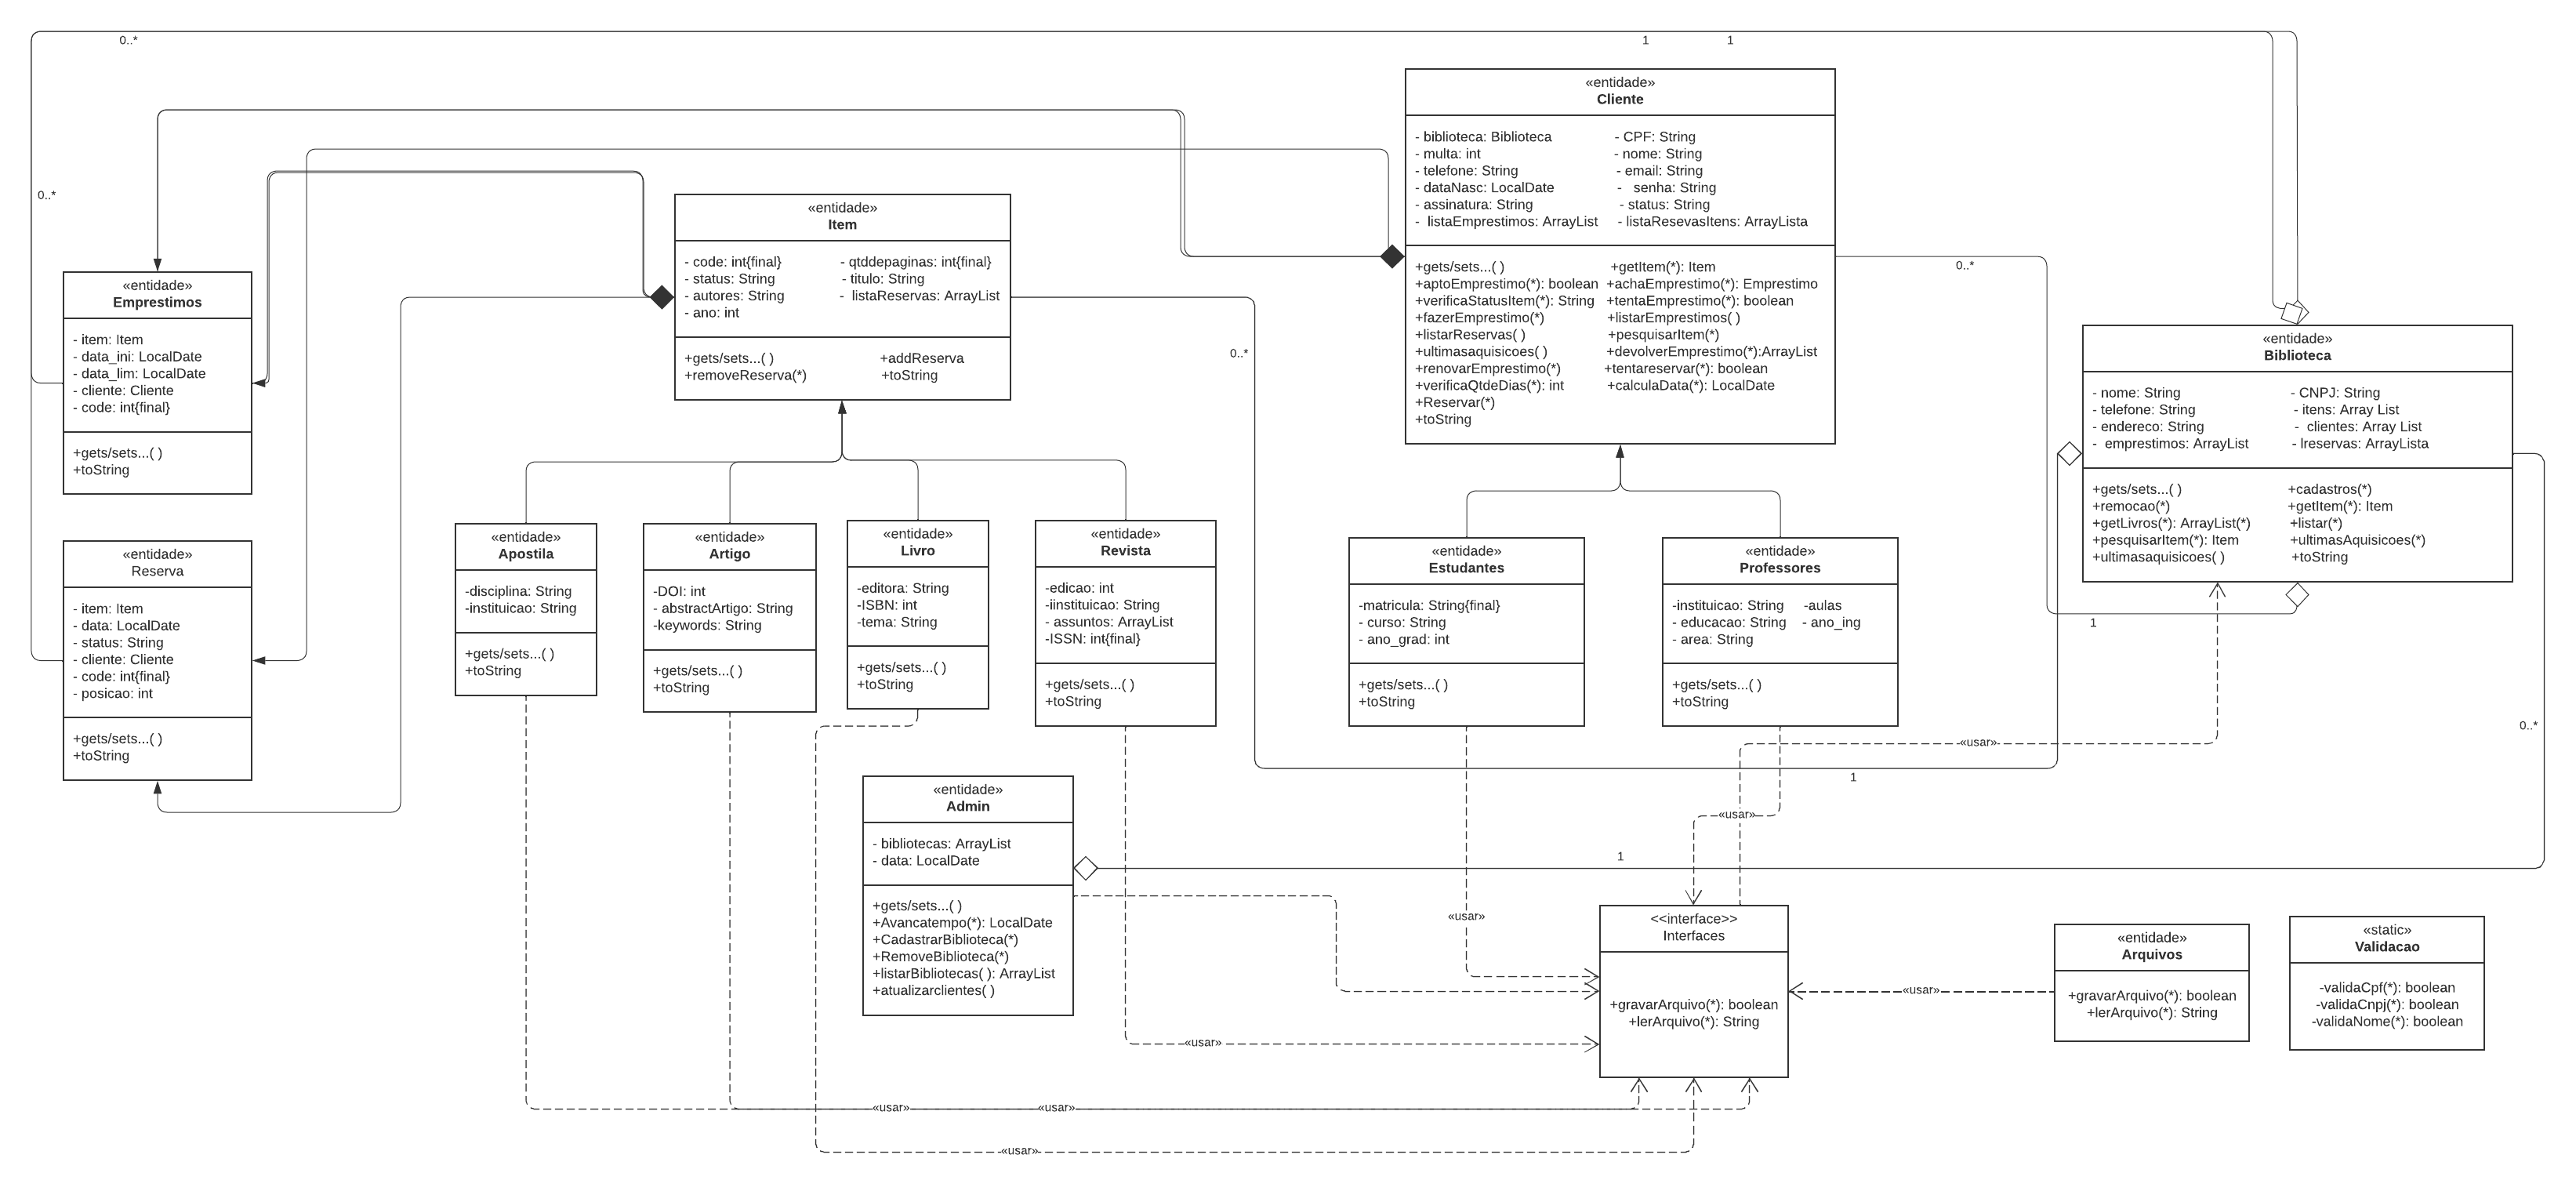 0..*
1 1
«entidade»
Cliente
- biblioteca: Biblioteca - CPF: String
- multa: int - nome: String
- telefone: String - email: String
- dataNasc: LocalDate - senha: String
- assinatura: String - status: String
- listaEmprestimos: ArrayList - listaResevasItens: ArrayLista
+gets/sets...( ) +getItem(*): Item
+aptoEmprestimo(*): boolean +achaEmprestimo(*): Emprestimo
+verificaStatusItem(*): String +tentaEmprestimo(*): boolean
+fazerEmprestimo(*) +listarEmprestimos( )
+listarReservas( ) +pesquisarItem(*)
+ultimasaquisicoes( ) +devolverEmprestimo(*):ArrayList
+renovarEmprestimo(*) +tentareservar(*): boolean
+verificaQtdeDias(*): int +calculaData(*): LocalDate
+Reservar(*)
+toString
0..*
0..*
«entidade»
Item
- code: int{final} - qtddepaginas: int{final}
- status: String - titulo: String
- autores: String - listaReservas: ArrayList
- ano: int
+gets/sets...( ) +addReserva
+removeReserva(*) +toString
0..*
«entidade»
Emprestimos
- item: Item
- data_ini: LocalDate
- data_lim: LocalDate
- cliente: Cliente
- code: int{final}
+gets/sets...( )
+toString
«entidade»
Biblioteca
- nome: String - CNPJ: String
- telefone: String - itens: Array List
- endereco: String - clientes: Array List
- emprestimos: ArrayList - lreservas: ArrayLista
+gets/sets...( ) +cadastros(*)
+remocao(*) +getItem(*): Item
+getLivros(*): ArrayList(*) +listar(*)
+pesquisarItem(*): Item +ultimasAquisicoes(*)
+ultimasaquisicoes( ) +toString
1
0..*
«entidade»
Reserva
- item: Item
- data: LocalDate
- status: String
- cliente: Cliente
- code: int{final}
- posicao: int
+gets/sets...( )
+toString
«entidade»
Apostila
-disciplina: String
-instituicao: String
+gets/sets...( )
+toString
«entidade»
Artigo
-DOI: int
- abstractArtigo: String
-keywords: String
+gets/sets...( )
+toString
«entidade»
Livro
-editora: String
-ISBN: int
-tema: String
+gets/sets...( )
+toString
«entidade»
Revista
-edicao: int
-iinstituicao: String
- assuntos: ArrayList
-ISSN: int{final}
+gets/sets...( )
+toString
«entidade»
Estudantes
-matricula: String{final}
- curso: String
- ano_grad: int
+gets/sets...( )
+toString
«entidade»
Professores
-instituicao: String -aulas
- educacao: String - ano_ing
- area: String
+gets/sets...( )
+toString
«usar»
1
«usar»
«entidade»
Admin
- bibliotecas: ArrayList
- data: LocalDate
+gets/sets...( )
+Avancatempo(*): LocalDate
+CadastrarBiblioteca(*)
+RemoveBiblioteca(*)
+listarBibliotecas( ): ArrayList
+atualizarclientes( )
1
«usar»
<<interface>>
Interfaces
+gravarArquivo(*): boolean
+lerArquivo(*): String
«usar»
«entidade»
Arquivos
+gravarArquivo(*): boolean
+lerArquivo(*): String
«static»
Validacao
-validaCpf(*): boolean
-validaCnpj(*): boolean
-validaNome(*): boolean
«usar»
«usar» «usar»
«usar»